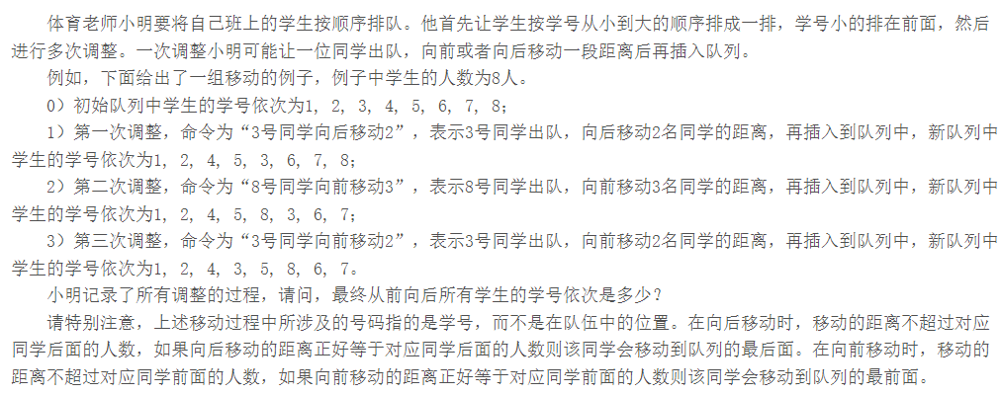 体育老师小明要将自己班上的学生按顺序排队。他首先让学生按学号从小到大的顺序排成一排，学号小的排在前面，然后
进行多次调整。一次调整小明可能让一位同学出队，向前或者向后移动一段距离后再插入队列。
例如，下面给出了一组移动的例子，例子中学生的人数为8人。
0）初始队列中学生的学号依次为1, 2, 3, 4, 5, 6, 7, 8；
1）第一次调整，命令为“3号同学向后移动2”，表示3号同学出队，向后移动2名同学的距离，再插入到队列中，新队列中
学生的学号依次为1, 2, 4, 5, 3, 6, 7, 8；
2）第二次调整，命令为“8号同学向前移动3”，表示8号同学出队，向前移动3名同学的距离，再插入到队列中，新队列中
学生的学号依次为1, 2, 4, 5, 8, 3, 6, 7；
3）第三次调整，命令为“3号同学向前移动2”，表示3号同学出队，向前移动2名同学的距离，再插入到队列中，新队列中
学生的学号依次为1, 2, 4, 3, 5, 8, 6, 7。
小明记录了所有调整的过程，请问，最终从前向后所有学生的学号依次是多少？
请特别注意，上述移动过程中所涉及的号码指的是学号，而不是在队伍中的位置。在向后移动时，移动的距离不超过对应
同学后面的人数，如果向后移动的距离正好等于对应同学后面的人数则该同学会移动到队列的最后面。在向前移动时，移动的
距离不超过对应同学前面的人数，如果向前移动的距离正好等于对应同学前面的人数则该同学会移动到队列的最前面。